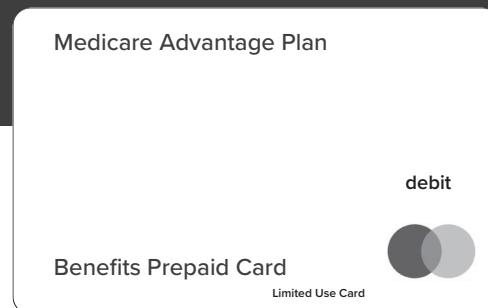 Medicare Advantage Plan
debit
Benefits Prepaid Card
Limited Use Card